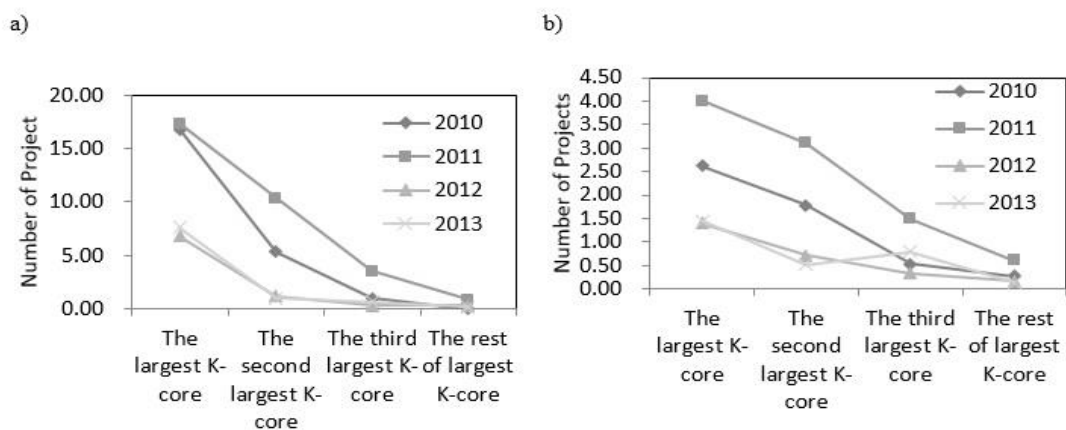 a)
20.00
15.00
10.00
5.00
0.00
Number of Project
2010
2011
2012
2013
The largest K-core
The second largest K-core
The third largest K-core
The rest of largest K-core
b)
4.50
4.00
3.50
3.00
2.50
2.00
1.50
1.00
0.50
0.00
Number of Projects
2010
2011
2012
2013
The largest K-core
The second largest K-core
The third largest K-core
The rest of largest K-core